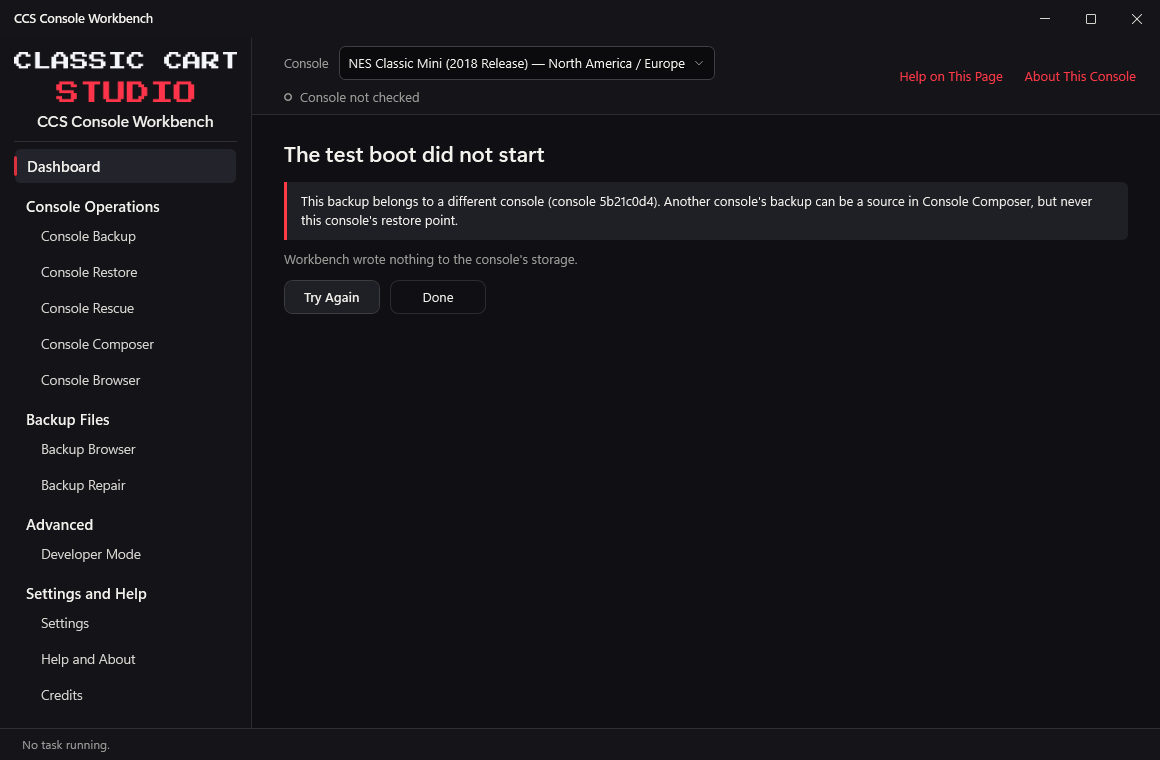 CCS Console Workbench
CLASSIC CART
STUDIO
CCS Console Workbench
Dashboard
Console Operations
Console Backup
Console Restore
Console Rescue
Console Composer
Console Browser
Backup Files
Backup Browser
Backup Repair
Advanced
Developer Mode
Settings and Help
Settings
Help and About
Credits
Console
NES Classic Mini (2018 Release) — North America / Europe
Console not checked
Help on This Page
About This Console
The test boot did not start
This backup belongs to a different console (console 5b21c0d4). Another console's backup can be a source in Console Composer, but never
this console's restore point.
Workbench wrote nothing to the console's storage.
Try Again
Done
No task running.